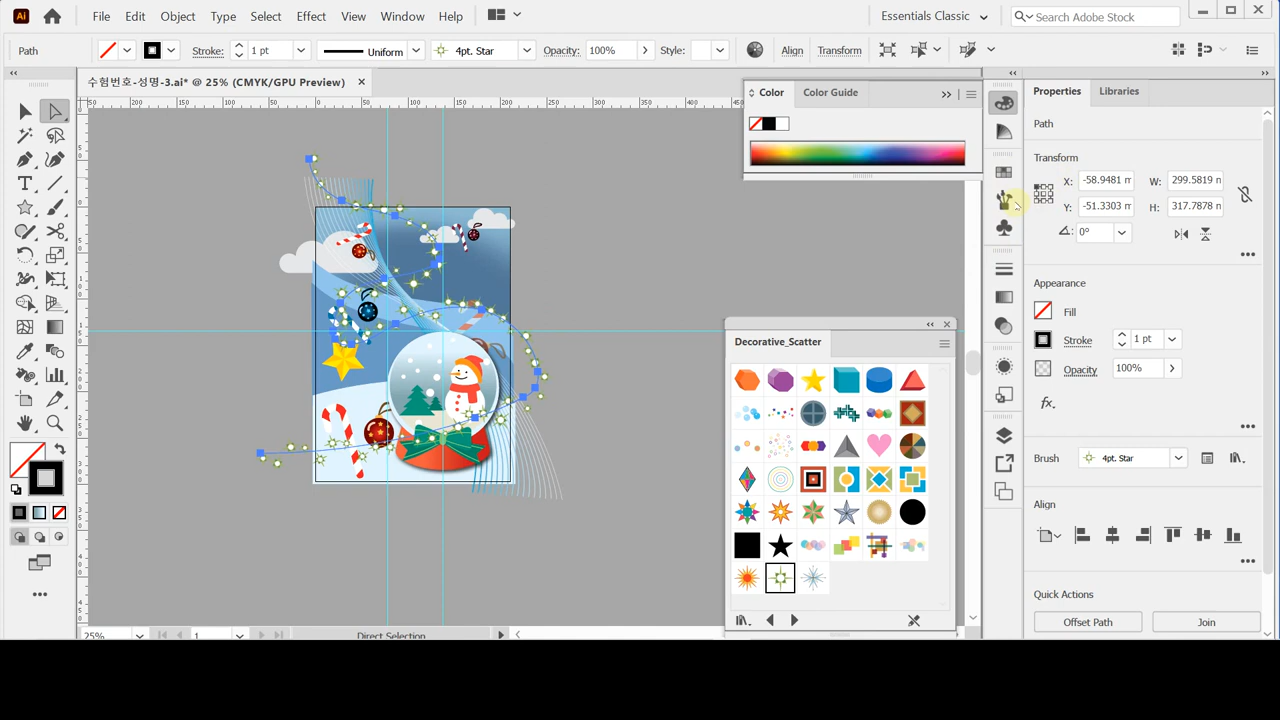 Ai File Edit Object Type Select Effect View Window Help Essentials Classic Search Adobe Stock
Path Stroke: 1 pt Uniform 4pt. Star Opacity: 100% Style: Align Transform
수험번호-성명-3.ai* @ 25% (CMYK/GPU Preview)
Color Color Guide
Properties Libraries
Path
Transform
X: -58.9481 m W: 299.5819 n
Y: -51.3303 m H: 317.7878 n
0°
Appearance
Fill
Stroke 1 pt
Opacity 100%
fx.
Decorative_Scatter
Brush 4pt. Star
Align
Quick Actions
Offset Path Join
25% 1 Direct Selection